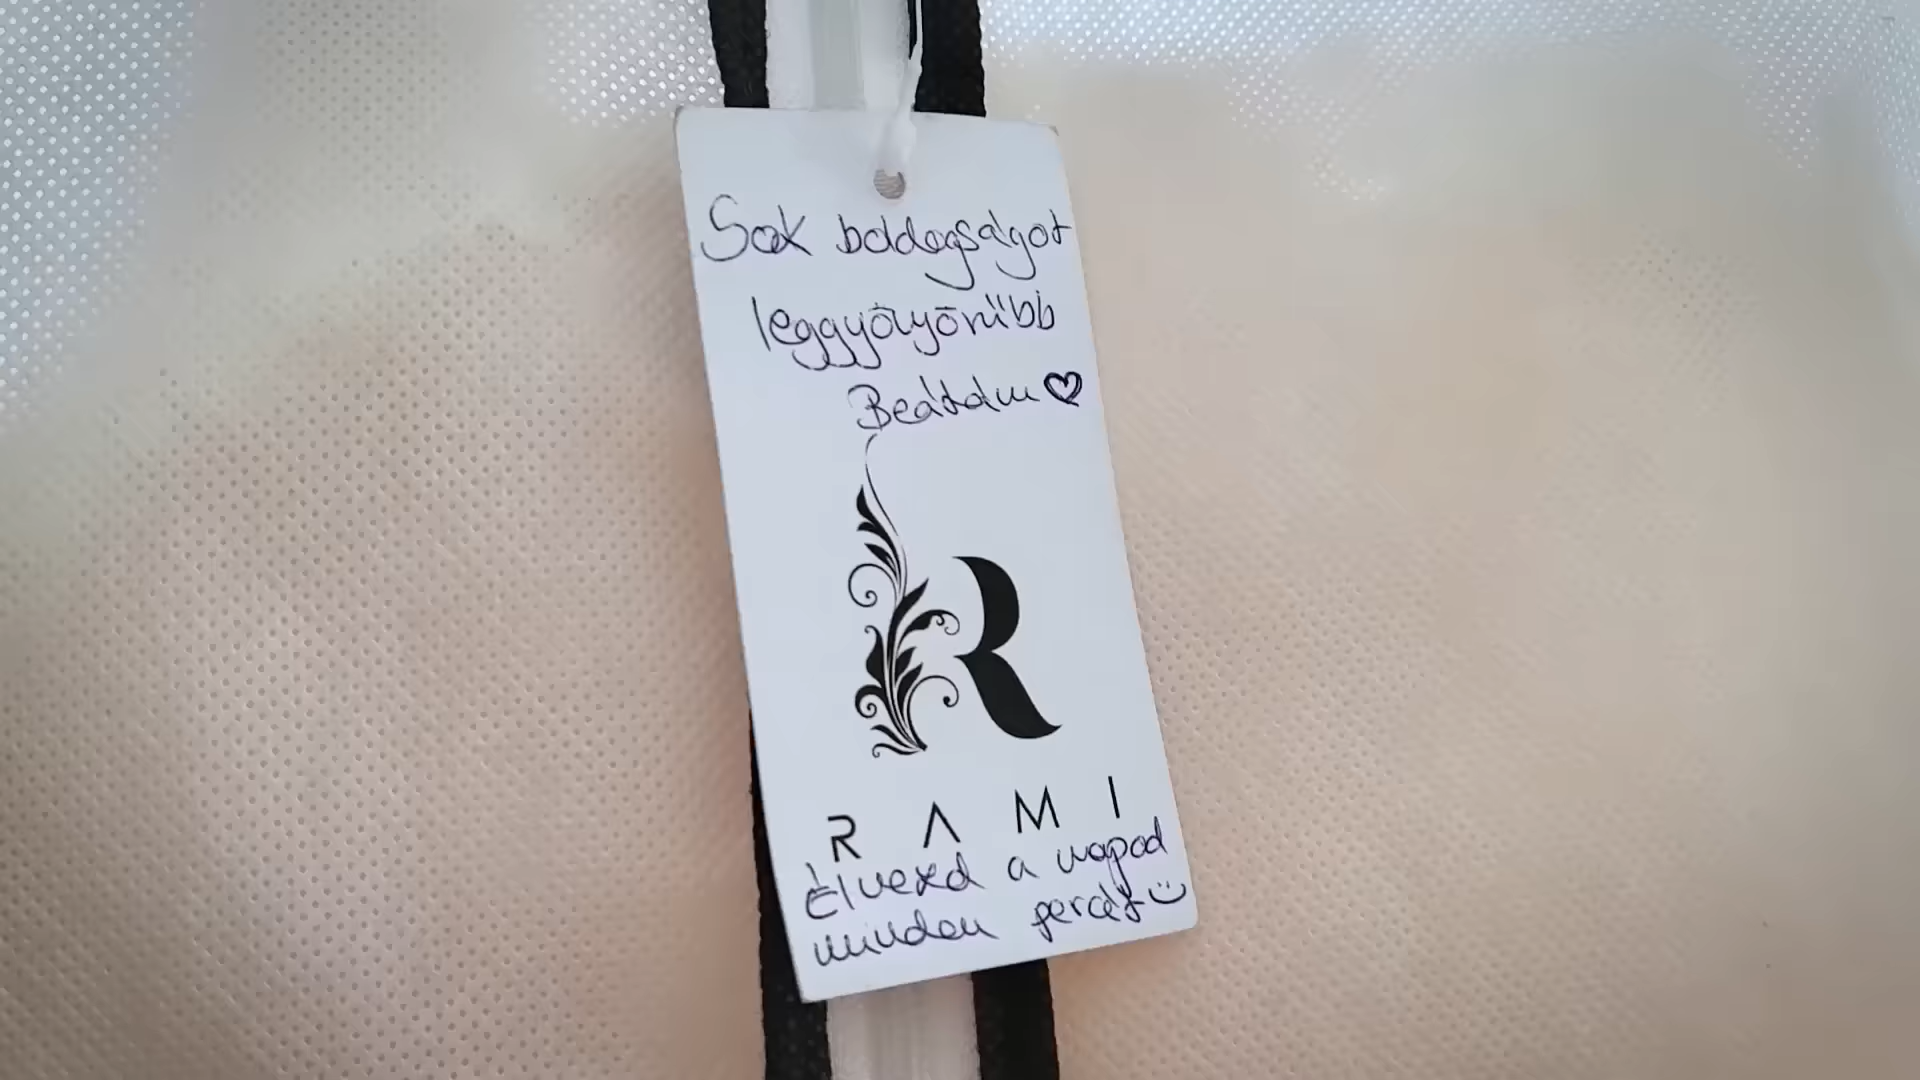 Sok boldogságot
leggyönyörűbb
Beátám ♡
R A M I
Élvezd a napod
minden percét ☺